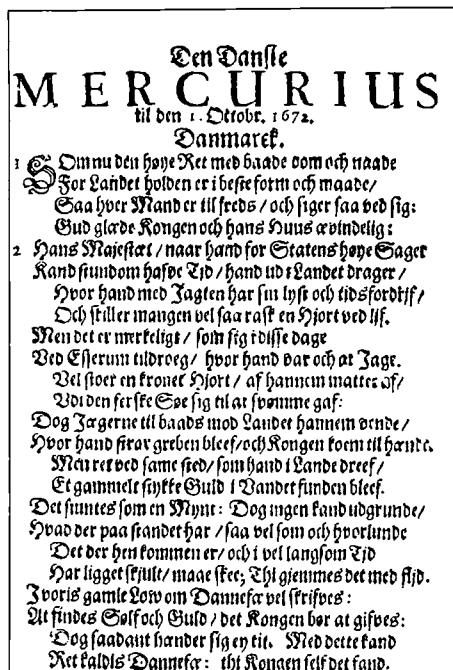 Den Danske
MERCURIUS
til den 1. Octobr. 1672.
Danmarck.
1 SOm nu den høye Ret med baade dom och naade
For Landet holden er i beste form och maade/
Saa hver Mand er til freds/ och siger saa ved sig:
Gud glæde Kongen och hans Huus ævindelig:
2 Hans Majestæt/ naar hand for Statens høye Sager
Kand stundom hafve Tid/ hand ud i Landet drager/
Hvor hand med Jagten har sin lyst och tidsfordrif/
Och stiller mangen vel saa rask en Hjort ved lif.
Men det er merkeligt/ som sig i disse dage
Ved Esserum tildroeg/ hvor hand var och at Jage.
Vel stoer en kronet Hjort/ af hannem mattet af/
Udi den ferske Søe sig til at svømme gaf:
Dog Jægerne til baads mod Landet hannem vende/
Hvor hand strax greben bleef/ och Kongen koem til hænde.
Men ret ved same sted/ som hand i Lande dreef/
Et gammelt stykke Guld i Vandet funden bleef.
Det siuntes som en Mynt: Dog ingen kand udgrunde/
Hvad der paa standet har/ saa vel som och hvorlunde
Det der hen kommen er/ och i vel langsom Tid
Har ligget skjult/ maae skee; Thi gjemmes det med flid.
I voris gamle Low om Dannefæ vel skrifves:
At findes Sølf och Guld/ det Kongen bør at gifves:
Dog saadant hænder sig ey tit. Med dette kand
Ret kaldis Dannefæ: thi Kongen self det fand.